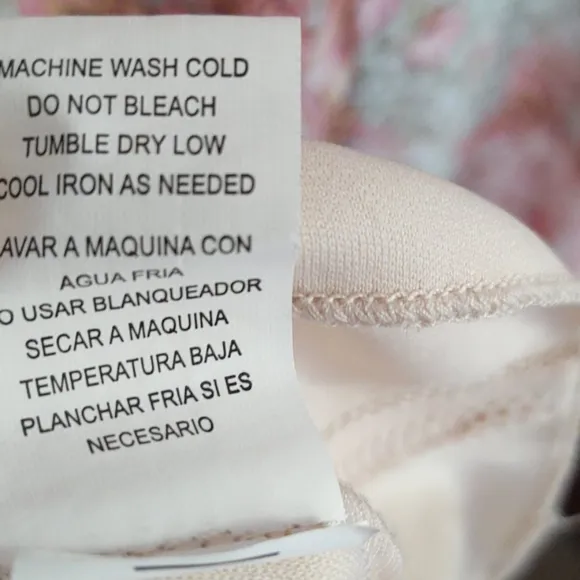 MACHINE WASH COLD
DO NOT BLEACH
TUMBLE DRY LOW
COOL IRON AS NEEDED
AVAR A MAQUINA CON
AGUA FRIA
O USAR BLANQUEADOR
SECAR A MAQUINA
TEMPERATURA BAJA
PLANCHAR FRIA SI ES
NECESARIO